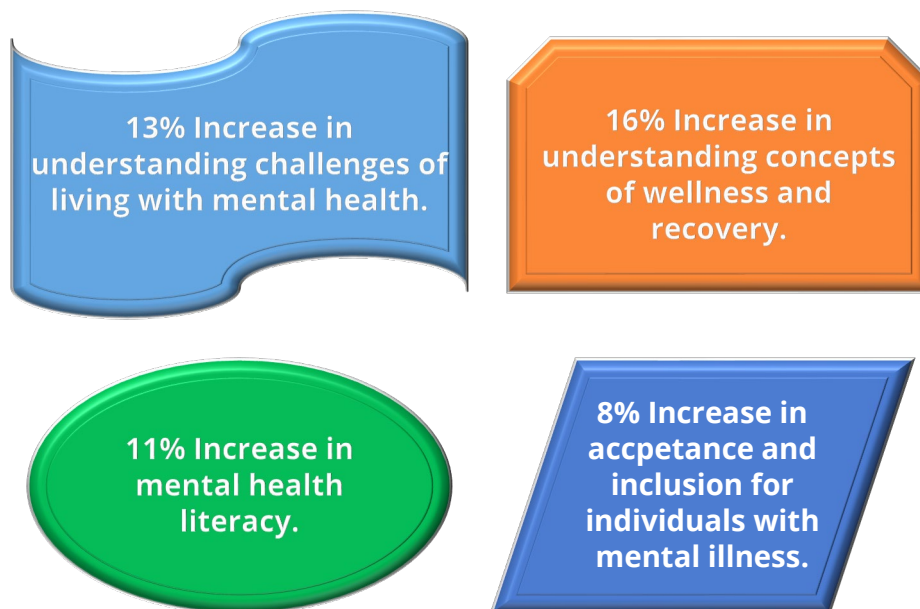 13% Increase in
understanding challenges of
living with mental health.
16% Increase in
understanding concepts
of wellness and
recovery.
11% Increase in
mental health
literacy.
8% Increase in
accpetance and
inclusion for
individuals with
mental illness.